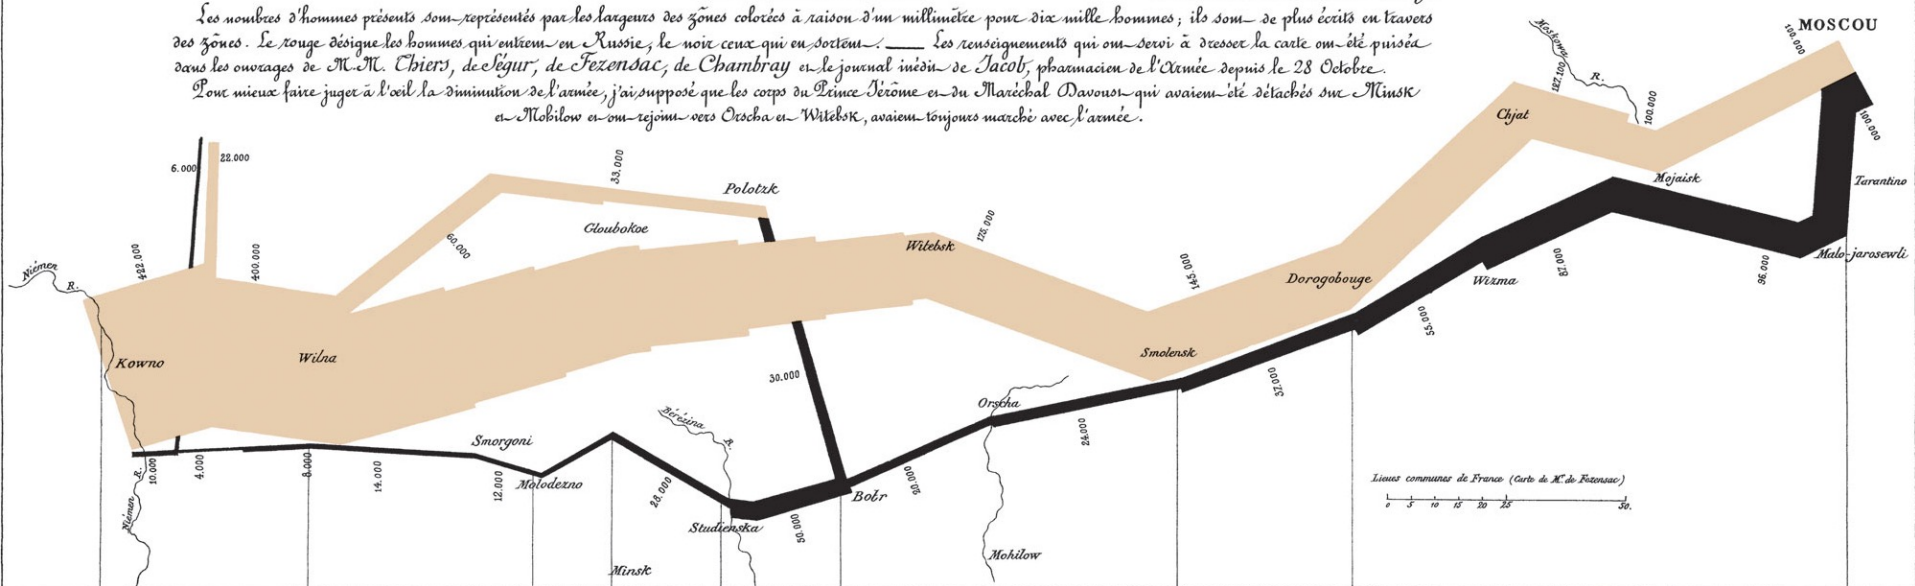 Les nombres d'hommes présents sont représentés par les largeurs des zônes colorées à raison d'un millimètre pour dix mille hommes; ils sont de plus écrits en travers
des zônes. Le rouge désigne les hommes qui entrent en Russie, le noir ceux qui en sortent. — Les renseignements qui ont servi à dresser la carte ont été puisés
dans les ouvrages de M.M. Thiers, de Ségur, de Fezensac, de Chambray et le journal inédit de Jacob, pharmacien de l'Armée depuis le 28 Octobre.
Pour mieux faire juger à l'œil la diminution de l'armée, j'ai supposé que les corps du Prince Jérôme et du Maréchal Davoust qui avaient été détachés sur Minsk
et Mohilow et ont rejoint vers Orscha et Witebsk, avaient toujours marché avec l'armée.
MOSCOU
100.000
Moskowa
R.
127.100
100.000
Chjat
100.000
Mojaisk
Tarantino
Malo-jarosewli
6.000
22.000
33.000
Polotzk
Gloubokoe
60.000
Niémen
R.
422.000
400.000
Witebsk
175.000
145.000
Dorogobouge
Wizma
82.000
96.000
55.000
Kowno
Wilna
Smolensk
30.000
37.000
Orscha
24.000
Bérézina
R.
Smorgoni
Molodezno
10.000
4.000
8.000
14.000
12.000
28.000
Studienska
50.000
Bobr
20.000
R.
Niémen
Mohilow
Minsk
Lieues communes de France (Carte de M. de Fezensac)
0 5 10 15 20 25 50.